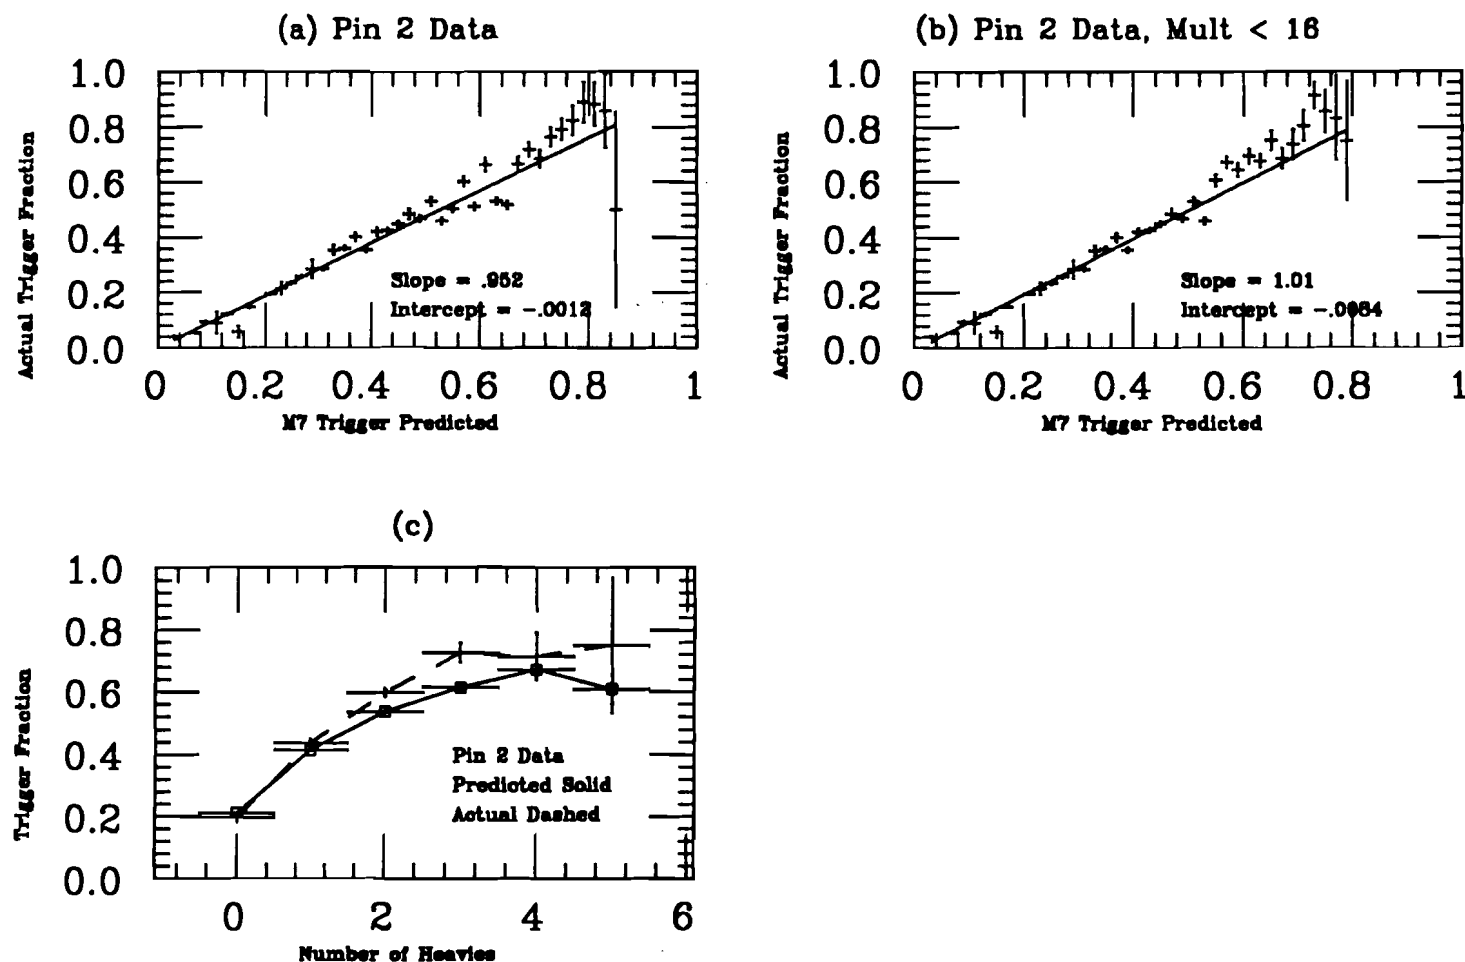 (a) Pin 2 Data
1.0
0.8
0.6
0.4
0.2
0.0
Actual Trigger Fraction
Slope = .952
Intercept = -.0012
0 0.2 0.4 0.6 0.8 1
M7 Trigger Predicted
(b) Pin 2 Data, Mult < 16
1.0
0.8
0.6
0.4
0.2
0.0
Actual Trigger Fraction
Slope = 1.01
Intercept =
0 0.2 0.4 0.6 0.8 1
M7 Trigger Predicted
(c)
1.0
0.8
0.6
0.4
0.2
0.0
Trigger Fraction
Pin 2 Data
Predicted Solid
Actual Dashed
0 2 4 6
Number of Heavies